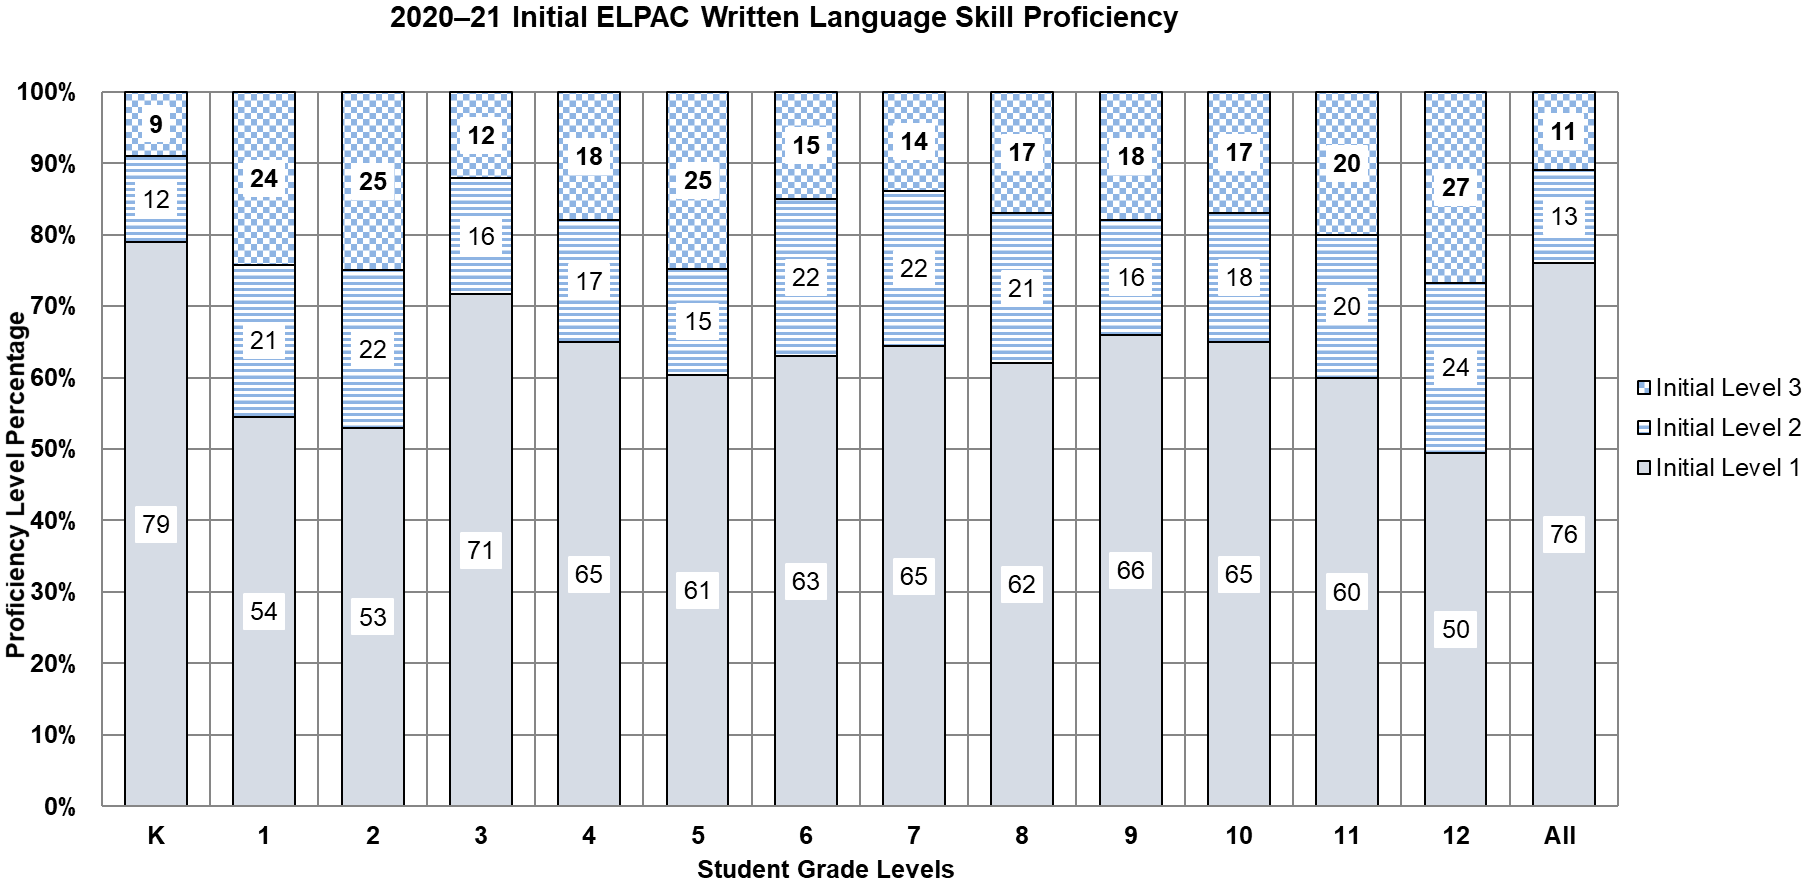 2020–21 Initial ELPAC Written Language Skill Proficiency
Proficiency Level Percentage
100%
90%
80%
70%
60%
50%
40%
30%
20%
10%
0%
9 24 25 12 18 25 15 14 17 18 17 20 27 11
12 21 22 16 17 15 22 22 21 16 18 20 24 13
79 54 53 71 65 61 63 65 62 66 65 60 50 76
K 1 2 3 4 5 6 7 8 9 10 11 12 All
Student Grade Levels
Initial Level 3
Initial Level 2
Initial Level 1